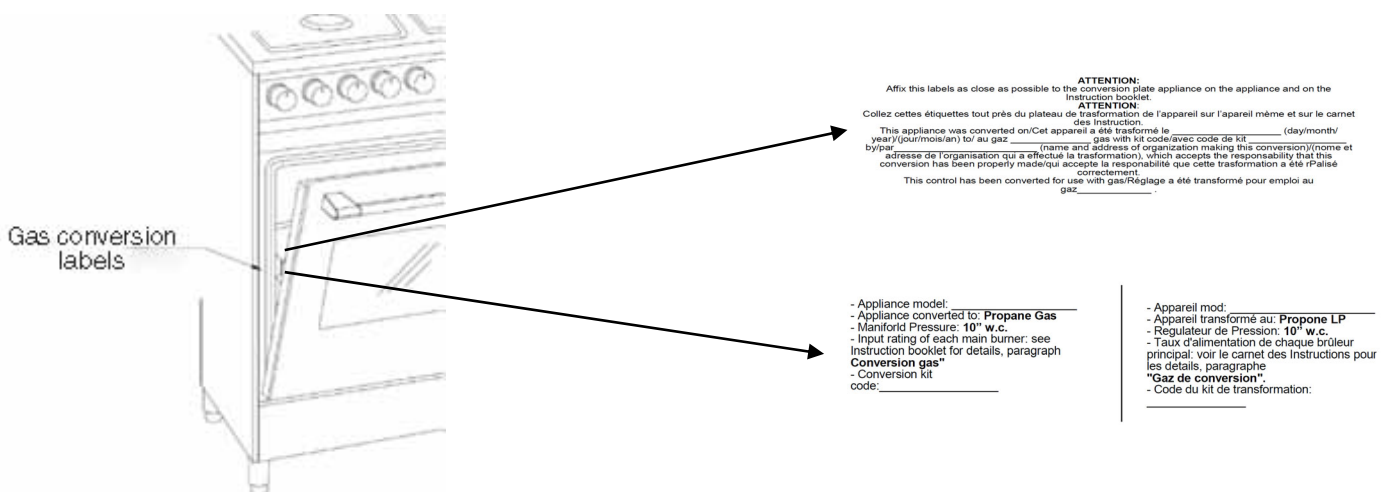 Gas conversion
labels
ATTENTION:
Affix this labels as close as possible to the conversion plate appliance on the appliance and on the
Instruction booklet.
ATTENTION:
Collez cettes étiquettes tout près du plateau de trasformation de l'appareil sur l'apareil mème et sur le carnet
des Instruction.
This appliance was converted on/Cet appareil a été trasformé le ____________________ (day/month/
year)/(jour/mois/an) to/ au gaz _______________ gas with kit code/avec code de kit ______________________
by/par__________________________ (name and address of organization making this conversion)/(nome et
adresse de l'organisation qui a effectué la trasformation), which accepts the responsability that this
conversion has been properly made/qui accepte la responabilité que cette trasformation a été rPalisé
correctement.
This control has been converted for use with gas/Réglage a été transformé pour emploi au
gaz______________ .
- Appliance model: ____________________
- Appliance converted to: Propane Gas
- Maniforld Pressure: 10" w.c.
- Input rating of each main burner: see
Instruction booklet for details, paragraph
Conversion gas"
- Conversion kit
code:___________________
- Appareil mod:________________________
- Appareil transformé au: Propone LP
- Regulateur de Pression: 10" w.c.
- Taux d'alimentation de chaque brûleur
principal: voir le carnet des Instructions pour
les details, paragraphe
"Gaz de conversion".
- Code du kit de transformation:
________________